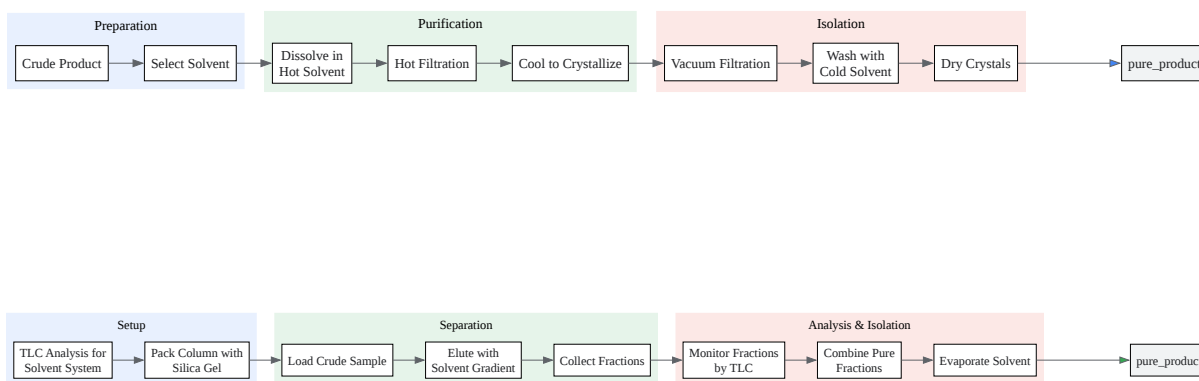 Preparation
Purification
Isolation
Crude Product
Select Solvent
Dissolve in
Hot Solvent
Hot Filtration
Cool to Crystallize
Vacuum Filtration
Wash with
Cold Solvent
Dry Crystals
pure_product
Setup
Separation
Analysis & Isolation
TLC Analysis for
Solvent System
Pack Column with
Silica Gel
Load Crude Sample
Elute with
Solvent Gradient
Collect Fractions
Monitor Fractions
by TLC
Combine Pure
Fractions
Evaporate Solvent
pure_product